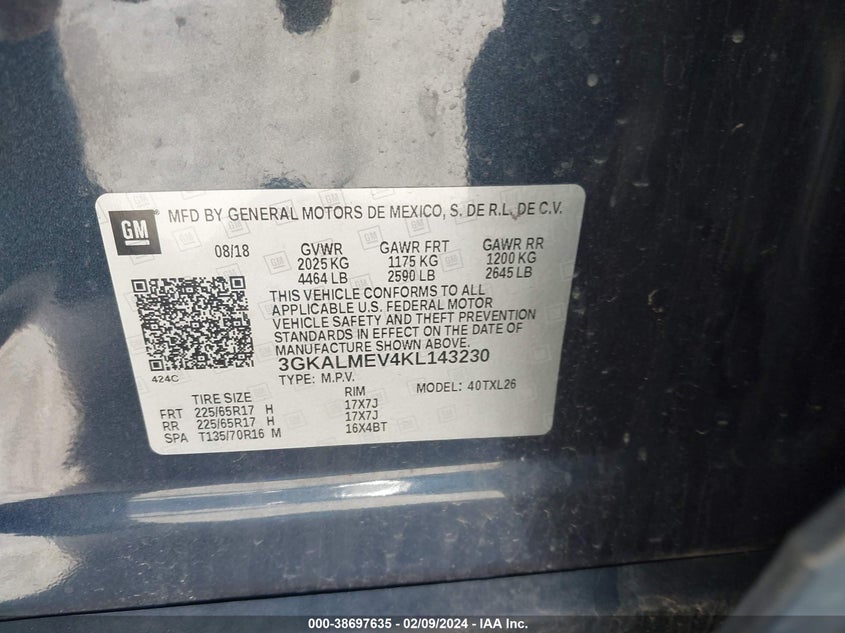 GM
MFD BY GENERAL MOTORS DE MEXICO, S. DE R.L. DE C.V.
08/18 GVWR GAWR FRT GAWR RR
2025 KG 1175 KG 1200 KG
4464 LB 2590 LB 2645 LB
THIS VEHICLE CONFORMS TO ALL
APPLICABLE U.S. FEDERAL MOTOR
VEHICLE SAFETY AND THEFT PREVENTION
STANDARDS IN EFFECT ON THE DATE OF
MANUFACTURE SHOWN ABOVE.
3GKALMEV4KL143230
424C
TYPE: M.P.V. MODEL: 40TXL26
TIRE SIZE RIM
FRT 225/65R17 H 17X7J
RR 225/65R17 H 17X7J
SPA T135/70R16 M 16X4BT
000-38697635 - 02/09/2024 - IAA Inc.